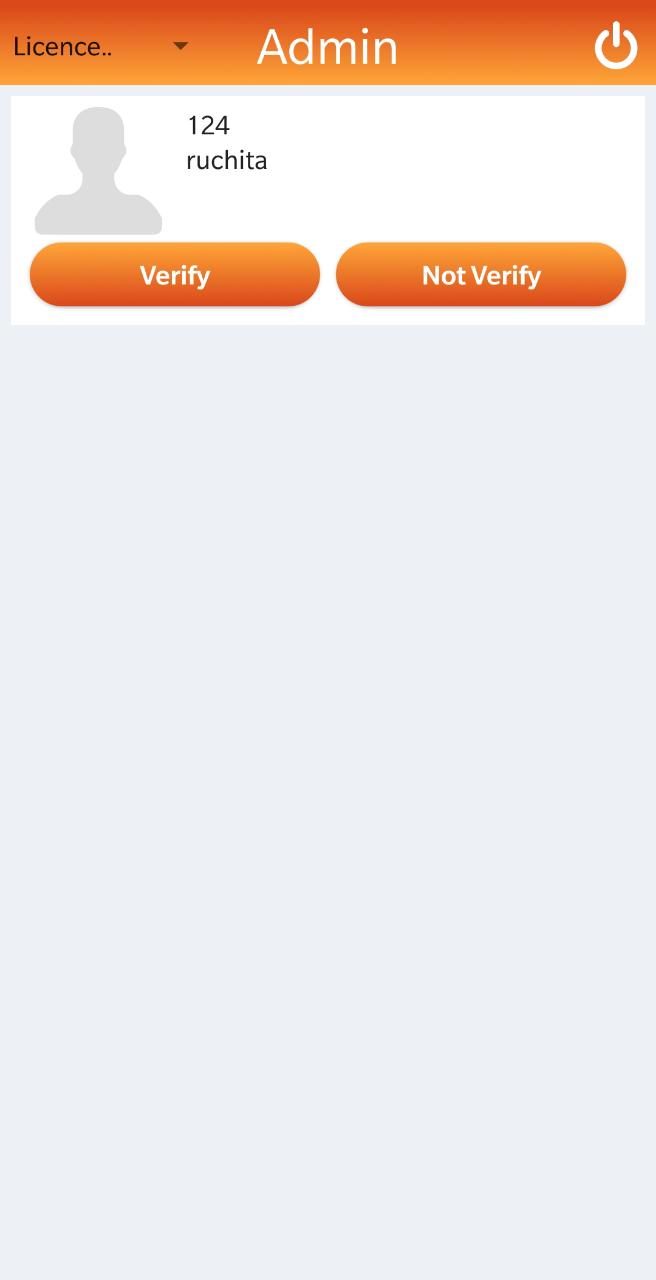 Licence..
Admin
124
ruchita
Verify
Not Verify